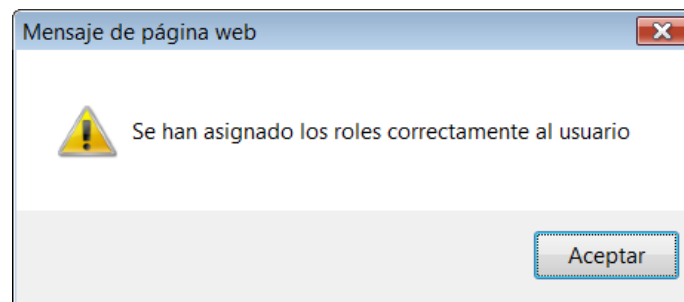 Mensaje de página web
Se han asignado los roles correctamente al usuario
Aceptar